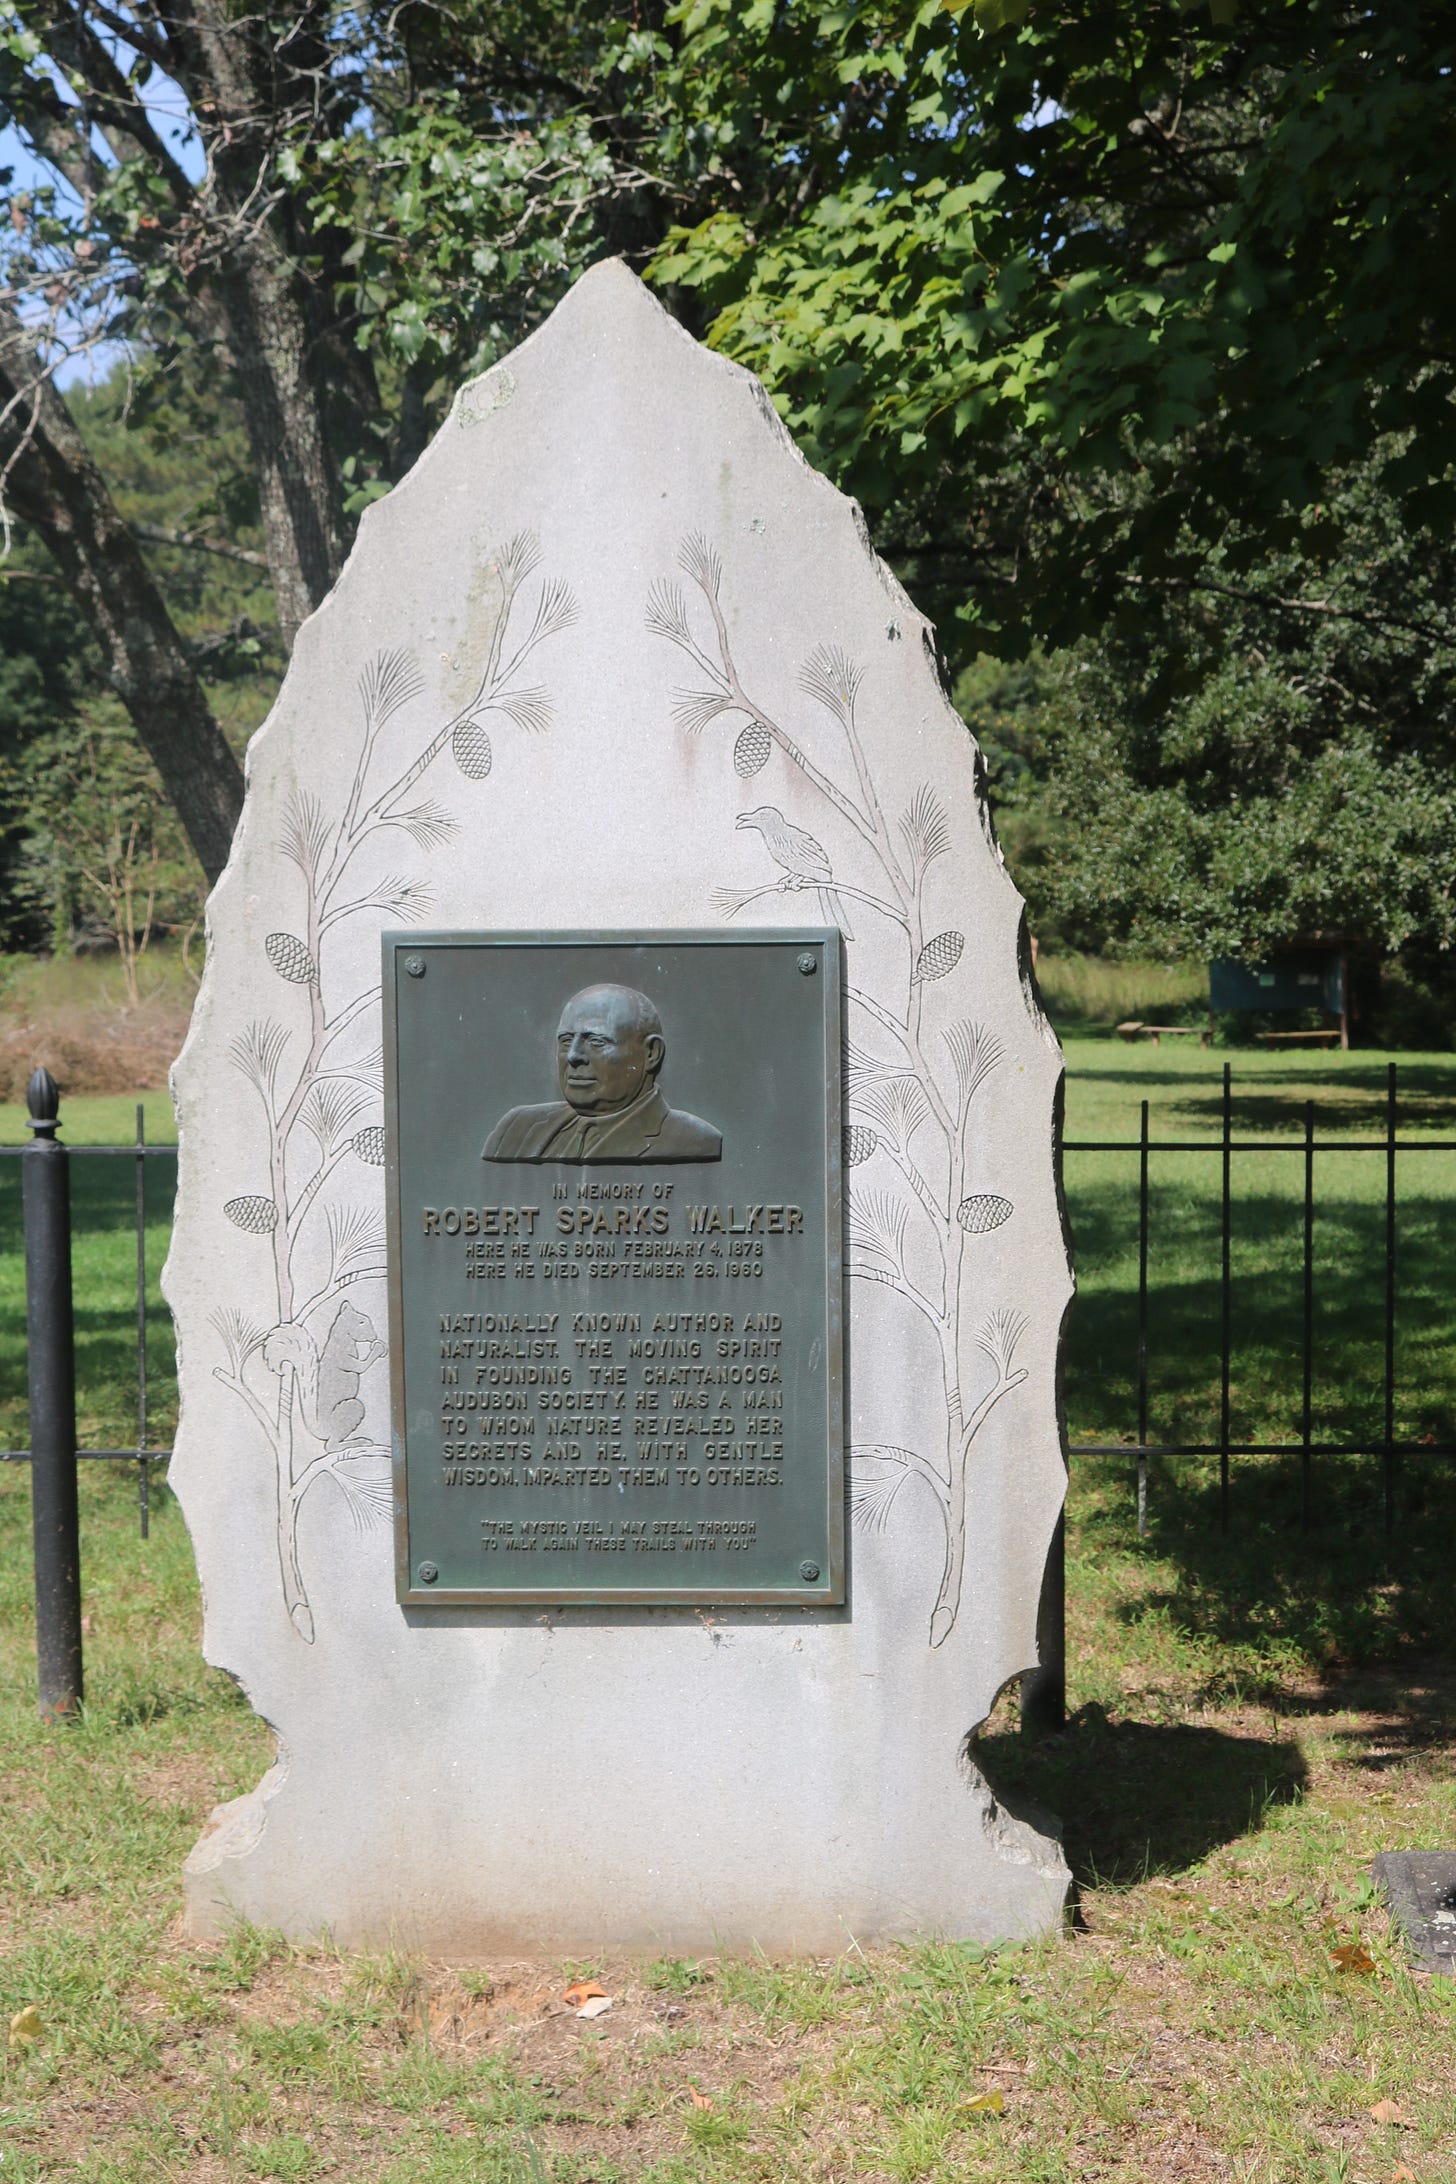 IN MEMORY OF
ROBERT SPARKS WALKER
HERE HE WAS BORN FEBRUARY 4, 1878
HERE HE DIED SEPTEMBER 26, 1960
NATIONALLY KNOWN AUTHOR AND
NATURALIST. THE MOVING SPIRIT
IN FOUNDING THE CHATTANOOGA
AUDUBON SOCIETY. HE WAS A MAN
TO WHOM NATURE REVEALED HER
SECRETS AND HE, WITH GENTLE
WISDOM, IMPARTED THEM TO OTHERS.
"THE MYSTIC VEIL I MAY STEAL THROUGH
TO WALK AGAIN THESE TRAILS WITH YOU"